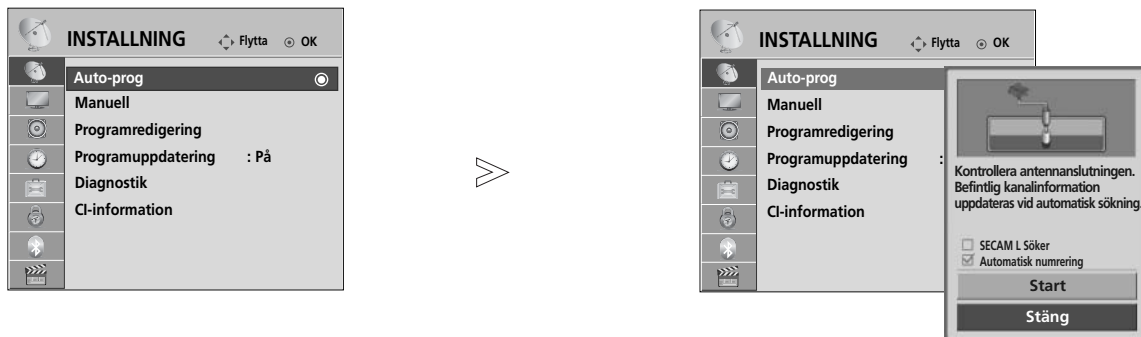 INSTALLNING Flytta OK
Auto-prog
Manuell
Programredigering
Programuppdatering : På
Diagnostik
CI-information
INSTALLNING Flytta OK
Auto-prog
Manuell
Programredigering
Programuppdatering :
Diagnostik
CI-information
Kontrollera antennanslutningen.
Befintlig kanalinformation
uppdateras vid automatisk sökning.
SECAM L Söker
Automatisk numrering
Start
Stäng